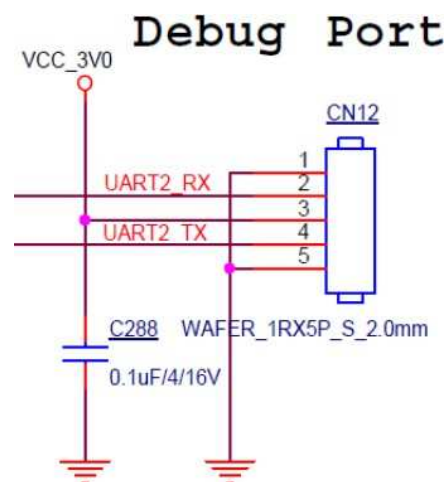 Debug Port
VCC_3V0
CN12
1
UART2_RX
2
3
UART2_TX
4
5
C288
WAFER_1RX5P_S_2.0mm
0.1uF/4/16V